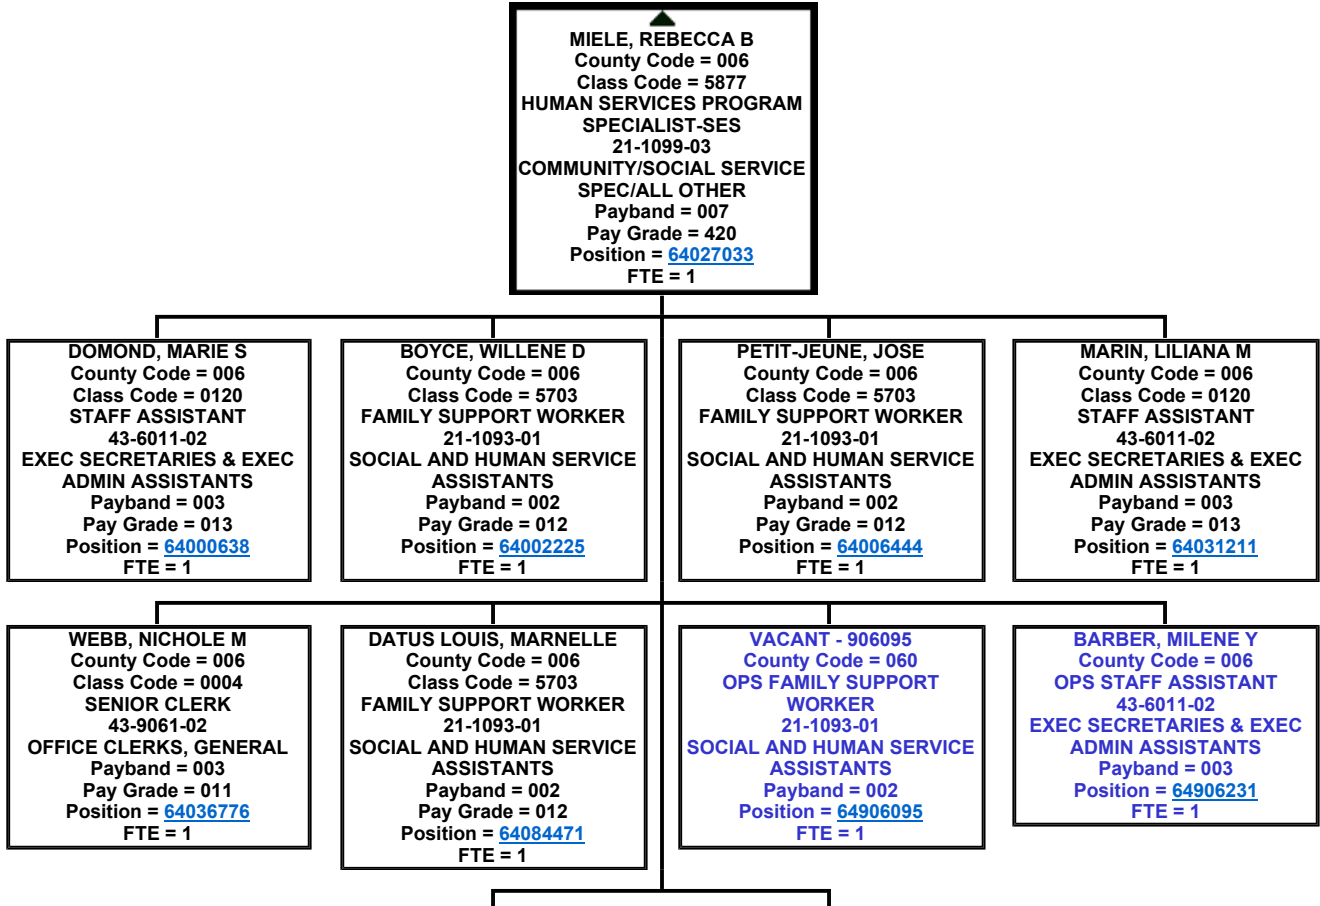 MIELE, REBECCA B
County Code = 006
Class Code = 5877
HUMAN SERVICES PROGRAM
SPECIALIST-SES
21-1099-03
COMMUNITY/SOCIAL SERVICE
SPEC/ALL OTHER
Payband = 007
Pay Grade = 420
Position = 64027033
FTE = 1
DOMOND, MARIE S
County Code = 006
Class Code = 0120
STAFF ASSISTANT
43-6011-02
EXEC SECRETARIES & EXEC
ADMIN ASSISTANTS
Payband = 003
Pay Grade = 013
Position = 64000638
FTE = 1
BOYCE, WILLENE D
County Code = 006
Class Code = 5703
FAMILY SUPPORT WORKER
21-1093-01
SOCIAL AND HUMAN SERVICE
ASSISTANTS
Payband = 002
Pay Grade = 012
Position = 64002225
FTE = 1
PETIT-JEUNE, JOSE
County Code = 006
Class Code = 5703
FAMILY SUPPORT WORKER
21-1093-01
SOCIAL AND HUMAN SERVICE
ASSISTANTS
Payband = 002
Pay Grade = 012
Position = 64006444
FTE = 1
MARIN, LILIANA M
County Code = 006
Class Code = 0120
STAFF ASSISTANT
43-6011-02
EXEC SECRETARIES & EXEC
ADMIN ASSISTANTS
Payband = 003
Pay Grade = 013
Position = 64031211
FTE = 1
WEBB, NICHOLE M
County Code = 006
Class Code = 0004
SENIOR CLERK
43-9061-02
OFFICE CLERKS, GENERAL
Payband = 003
Pay Grade = 011
Position = 64036776
FTE = 1
DATUS LOUIS, MARNELLE
County Code = 006
Class Code = 5703
FAMILY SUPPORT WORKER
21-1093-01
SOCIAL AND HUMAN SERVICE
ASSISTANTS
Payband = 002
Pay Grade = 012
Position = 64084471
FTE = 1
VACANT - 906095
County Code = 060
OPS FAMILY SUPPORT
WORKER
21-1093-01
SOCIAL AND HUMAN SERVICE
ASSISTANTS
Payband = 002
Position = 64906095
FTE = 1
BARBER, MILENE Y
County Code = 006
OPS STAFF ASSISTANT
43-6011-02
EXEC SECRETARIES & EXEC
ADMIN ASSISTANTS
Payband = 003
Position = 64906231
FTE = 1